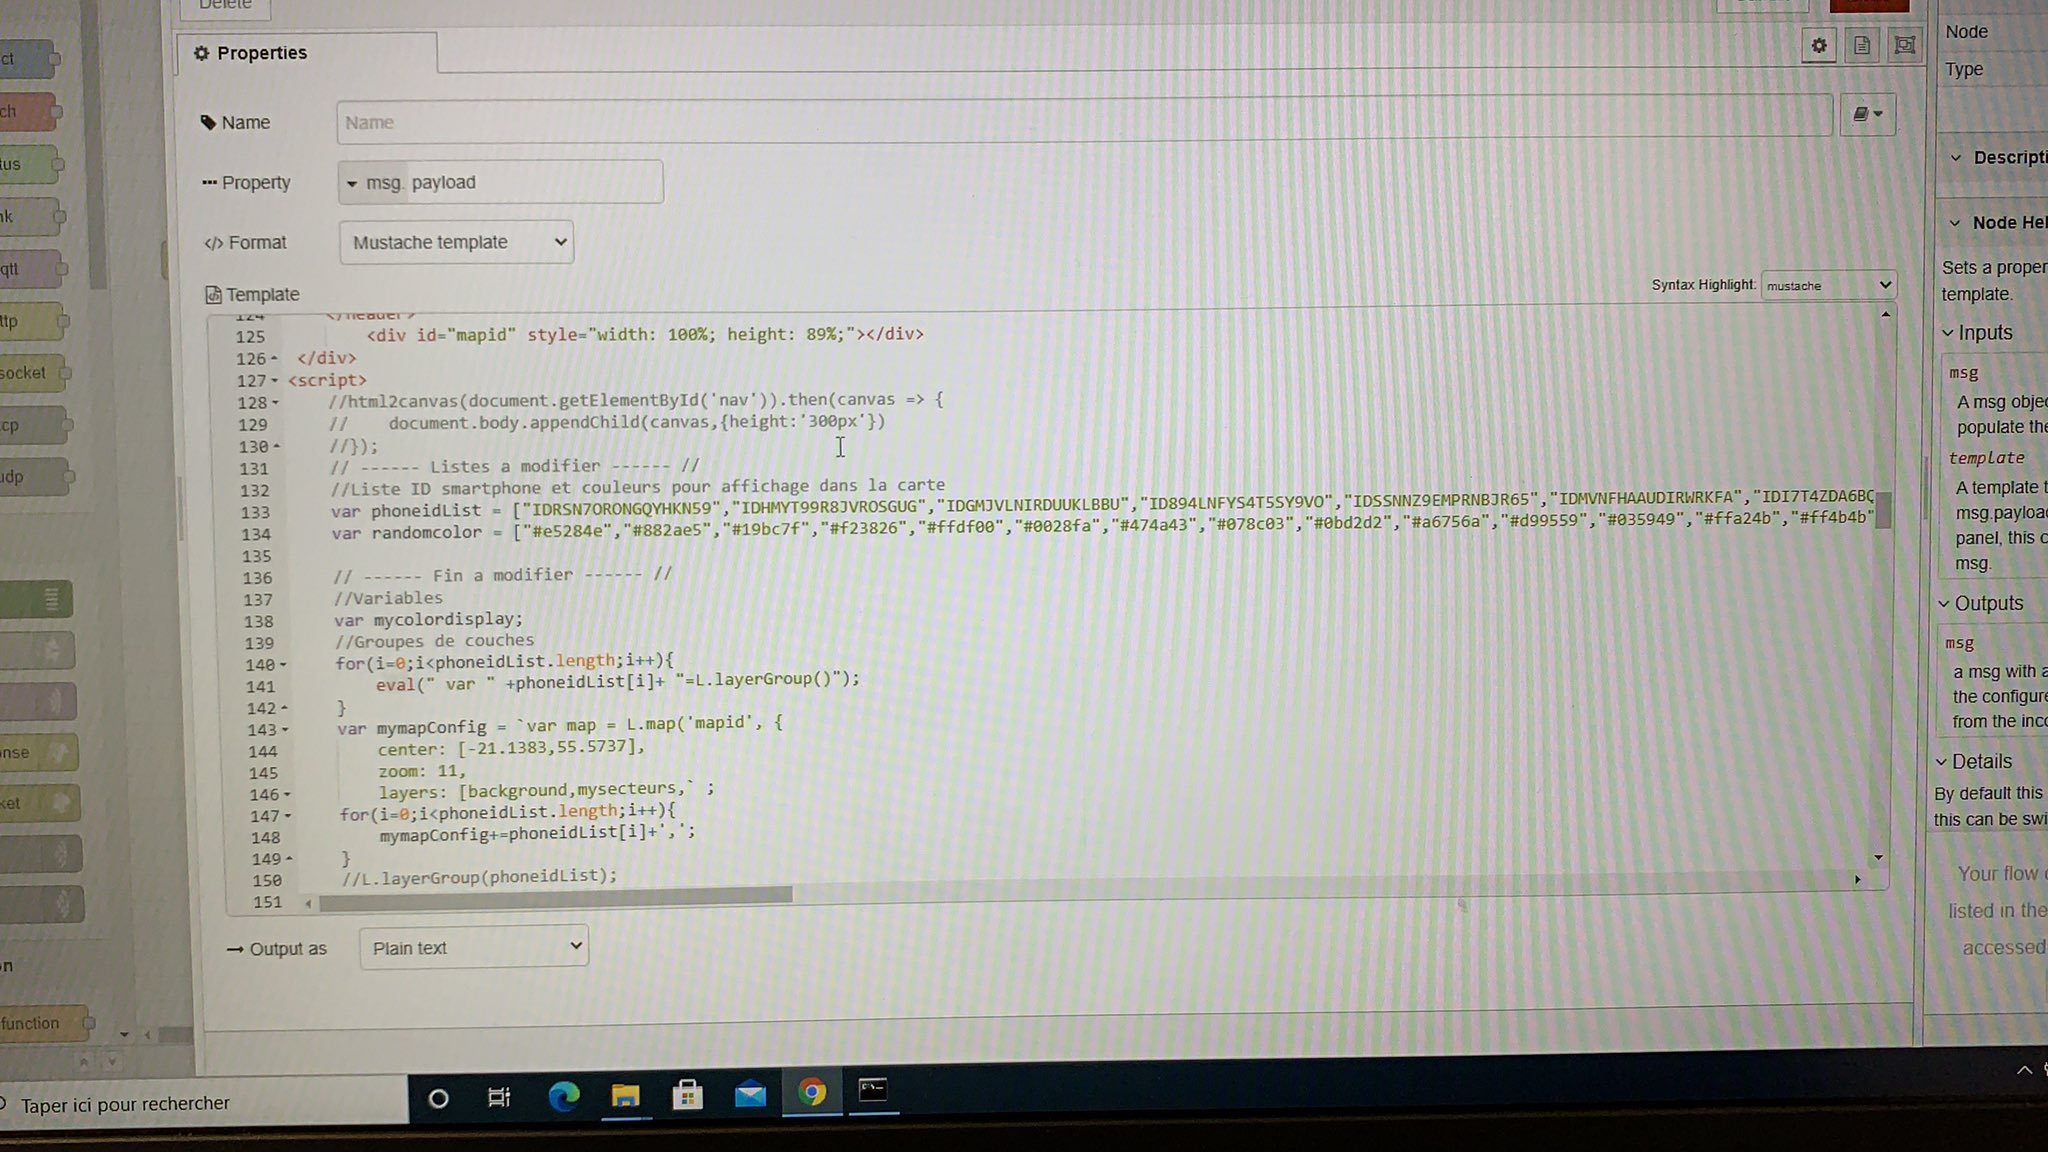 Delete
Properties
Name
Name
Property
msg. payload
</> Format
Mustache template
Template
Syntax Highlight: mustache
124 </header>
125 <div id="mapid" style="width: 100%; height: 89%;"></div>
126 </div>
127 <script>
128 //html2canvas(document.getElementById('nav')).then(canvas => {
129 // document.body.appendChild(canvas,{height:'300px'})
130 //});
131 // ------ Listes a modifier ------ //
132 //Liste ID smartphone et couleurs pour affichage dans la carte
133 var phoneidList = ["IDRSN7ORONGQYHKN59","IDHMYT99R8JVROSGUG","IDGMJVLNIRDUUKLBBU","ID894LNFYS4T5SY9VO","IDSSNNZ9EMPRNBJR65","IDMVNFHAAUDIRWRKFA","IDI7T4ZDA6BC
134 var randomcolor = ["#e5284e","#882ae5","#19bc7f","#f23826","#ffdf00","#0028fa","#474a43","#078c03","#0bd2d2","#a6756a","#d99559","#035949","#ffa24b","#ff4b4b"
135
136 // ------ Fin a modifier ------ //
137 //Variables
138 var mycolordisplay;
139 //Groupes de couches
140 for(i=0;i<phoneidList.length;i++){
141 eval(" var " +phoneidList[i]+ "=L.layerGroup()");
142 }
143 var mymapConfig = `var map = L.map('mapid', {
144 center: [-21.1383,55.5737],
145 zoom: 11,
146 layers: [background,mysecteurs,` ;
147 for(i=0;i<phoneidList.length;i++){
148 mymapConfig+=phoneidList[i]+',';
149 }
150 //L.layerGroup(phoneidList);
151
Output as
Plain text
ct
ch
tus
nk
qtt
ttp
socket
cp
udp
nse
ket
on
function
Node
Type
Descripti
Node Hel
Sets a proper
template.
Inputs
msg
A msg objec
populate the
template
A template t
msg.payloa
panel, this c
msg.
Outputs
msg
a msg with a
the configure
from the inco
Details
By default this
this can be swi
Your flow
listed in the
accessed
Taper ici pour rechercher